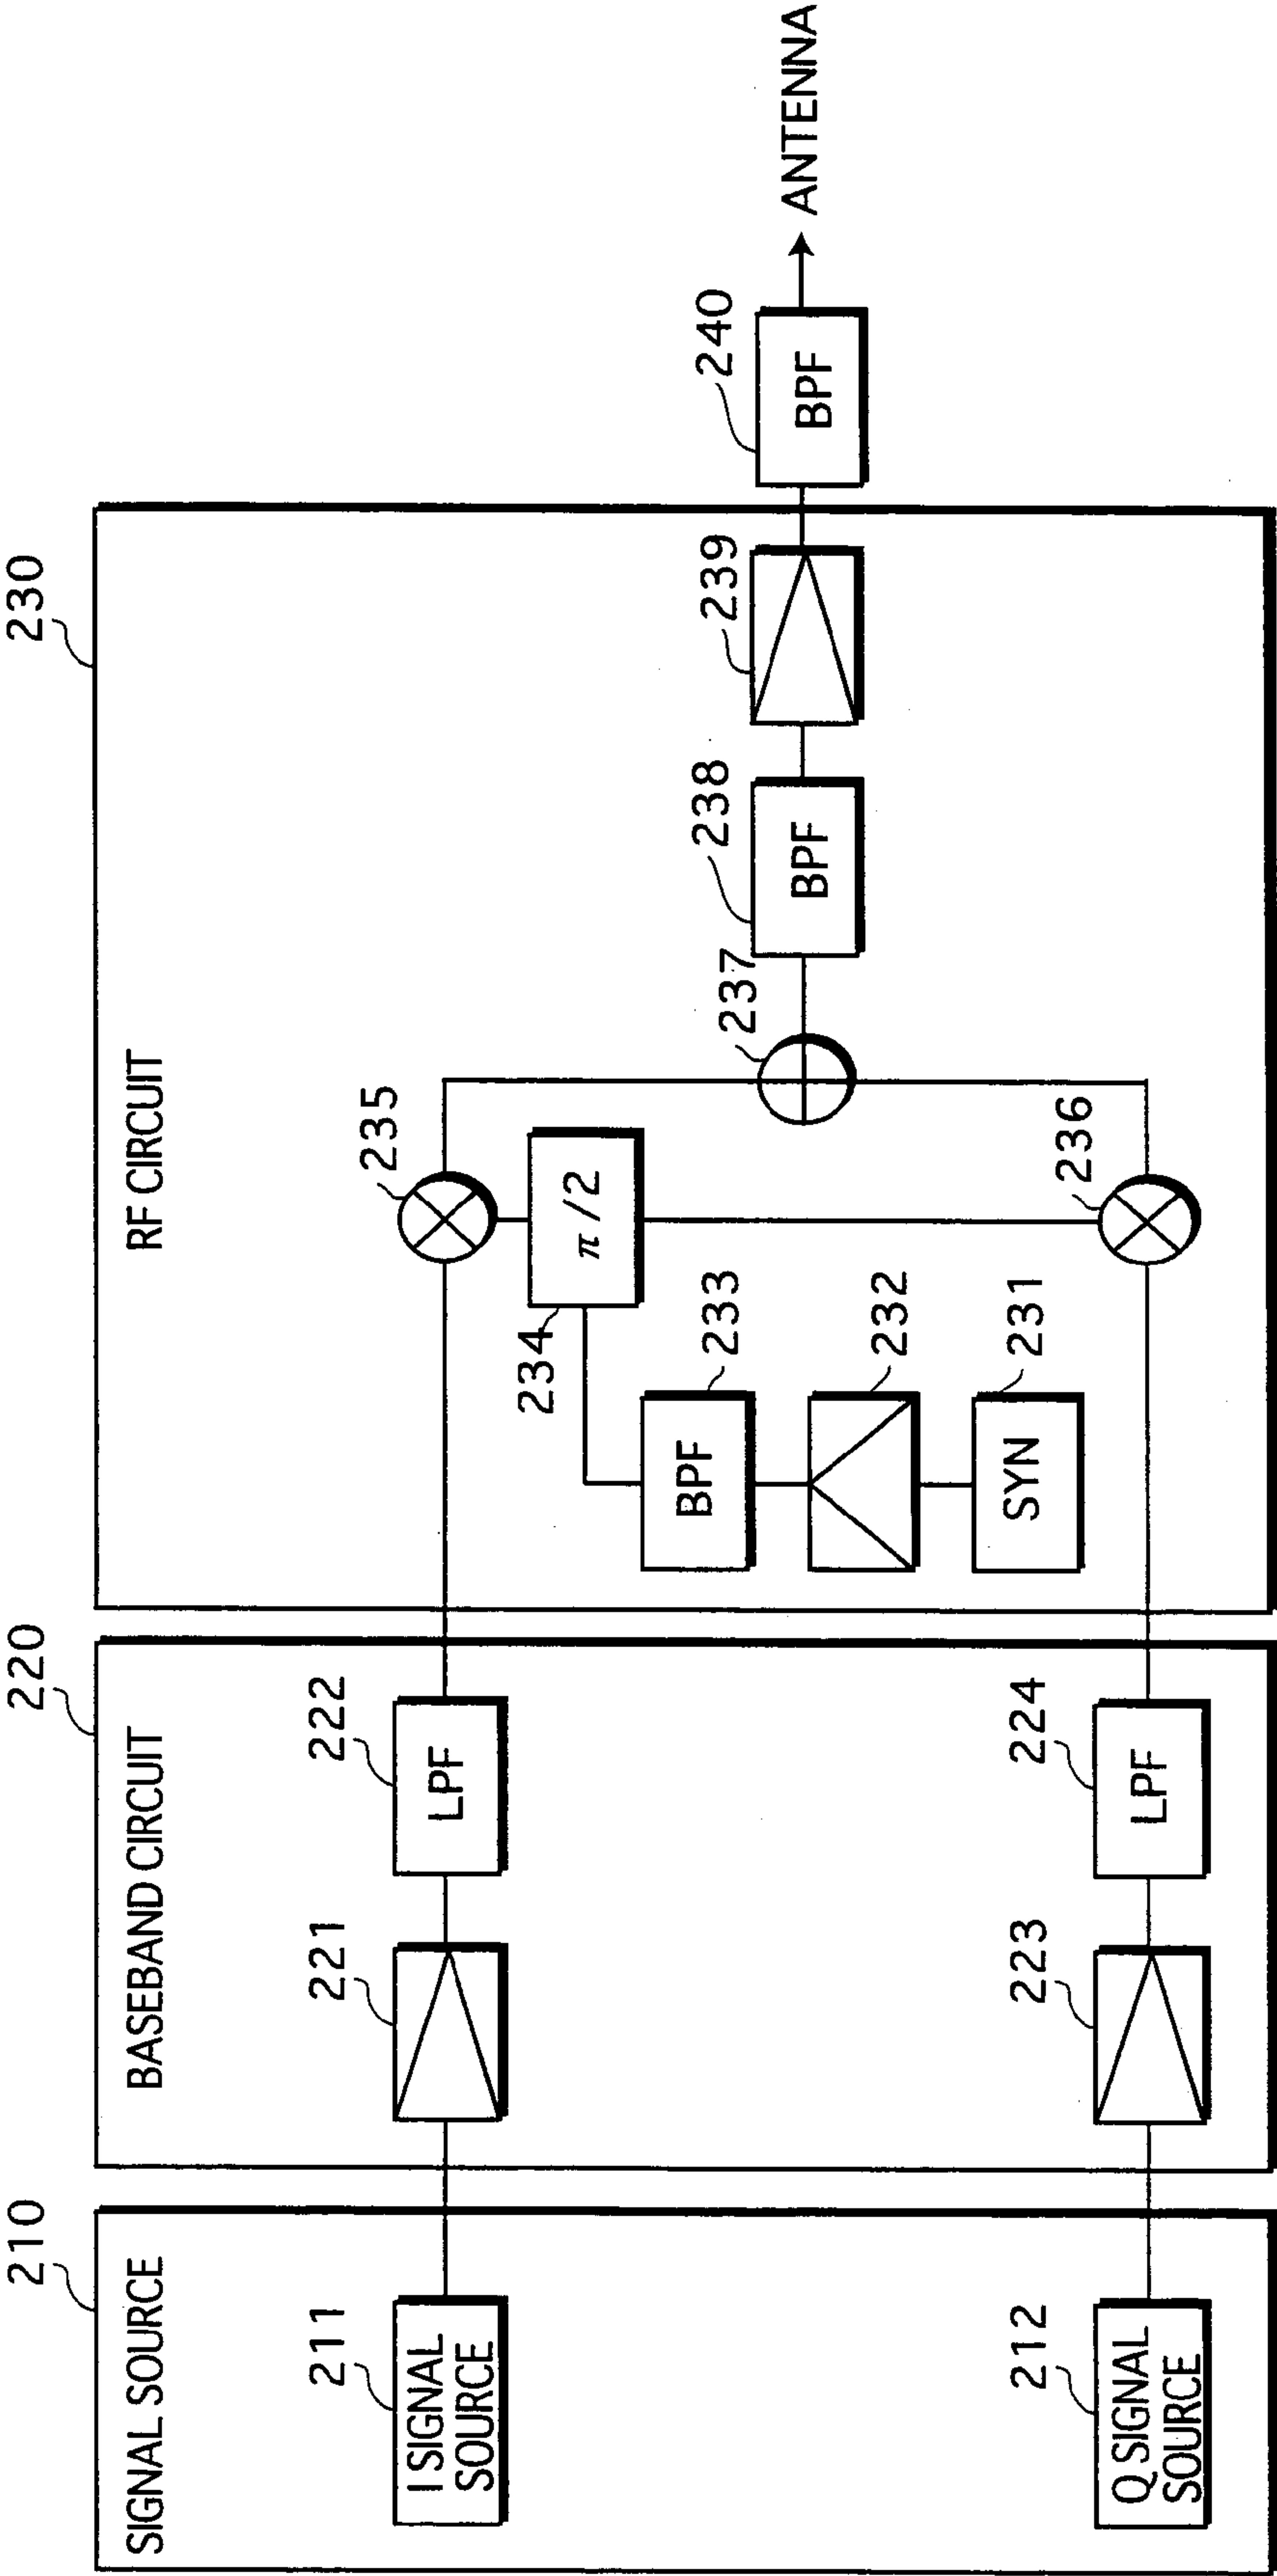 210
SIGNAL SOURCE
211
I SIGNAL
SOURCE
212
Q SIGNAL
SOURCE
220
BASEBAND CIRCUIT
221
222
LPF
223
224
LPF
230
RF CIRCUIT
235
234
π/2
233
BPF
232
231
SYN
236
237
238
BPF
239
240
BPF
ANTENNA